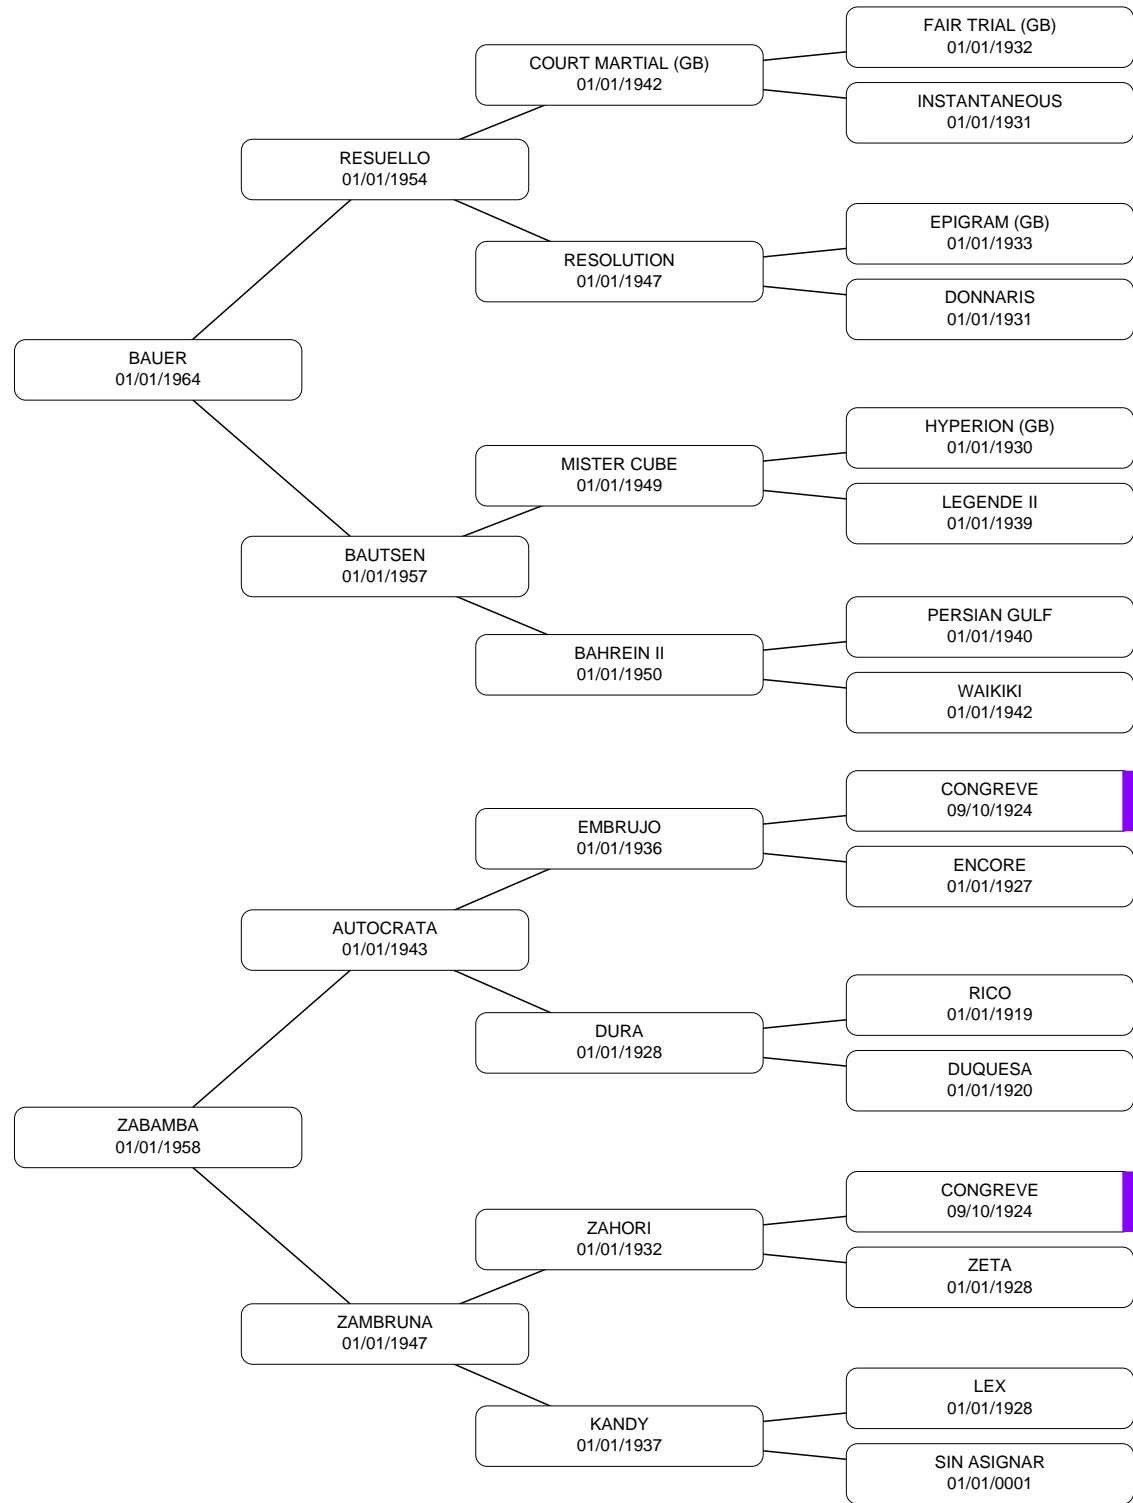 FAIR TRIAL (GB)
01/01/1932
COURT MARTIAL (GB)
01/01/1942
INSTANTANEOUS
01/01/1931
RESUELLO
01/01/1954
EPIGRAM (GB)
01/01/1933
RESOLUTION
01/01/1947
DONNARIS
01/01/1931
BAUER
01/01/1964
HYPERION (GB)
01/01/1930
MISTER CUBE
01/01/1949
LEGENDE II
01/01/1939
BAUTSEN
01/01/1957
PERSIAN GULF
01/01/1940
BAHREIN II
01/01/1950
WAIKIKI
01/01/1942
CONGREVE
09/10/1924
EMBRUJO
01/01/1936
ENCORE
01/01/1927
AUTOCRATA
01/01/1943
RICO
01/01/1919
DURA
01/01/1928
DUQUESA
01/01/1920
ZABAMBA
01/01/1958
CONGREVE
09/10/1924
ZAHORI
01/01/1932
ZETA
01/01/1928
ZAMBRUNA
01/01/1947
LEX
01/01/1928
KANDY
01/01/1937
SIN ASIGNAR
01/01/0001